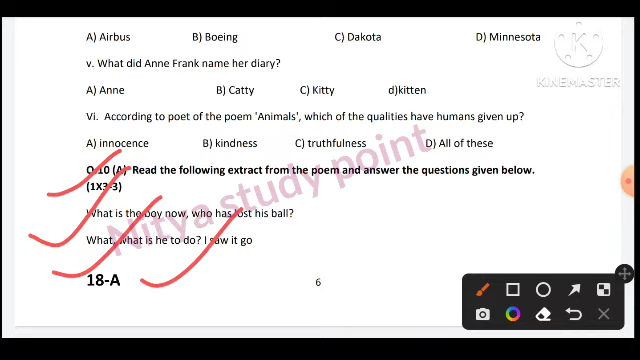 A) Airbus B) Boeing C) Dakota D) Minnesota
v. What did Anne Frank name her diary?
A) Anne B) Catty C) Kitty d)kitten
Vi. According to poet of the poem 'Animals', which of the qualities have humans given up?
A) innocence B) kindness C) truthfulness D) All of these
Q.10 (A) Read the following extract from the poem and answer the questions given below.
(1X3=3)
What is the boy now, who has lost his ball?
What, what is he to do? I saw it go
18-A 6
Nitya study point
KINEMASTER